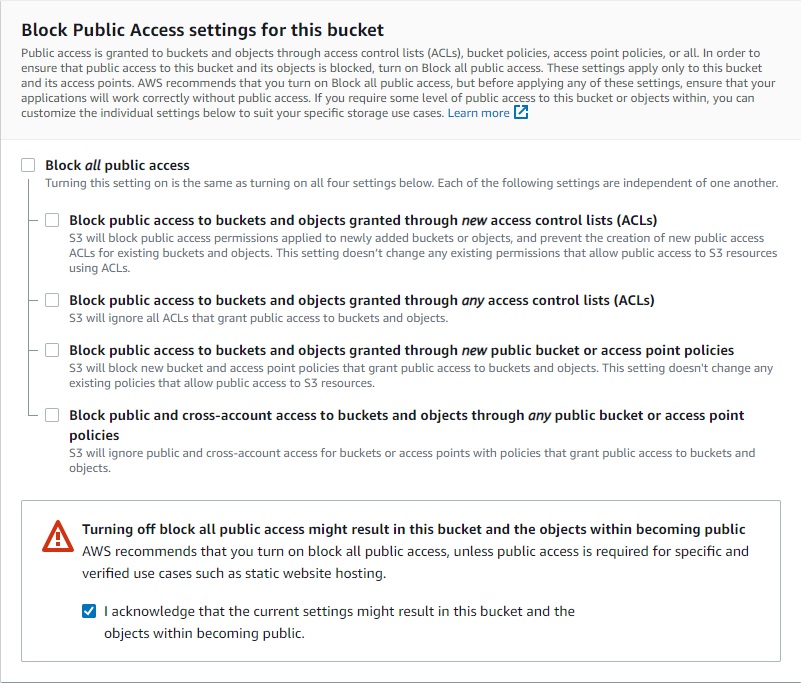 Block Public Access settings for this bucket
Public access is granted to buckets and objects through access control lists (ACLs), bucket policies, access point policies, or all. In order to
ensure that public access to this bucket and its objects is blocked, turn on Block all public access. These settings apply only to this bucket
and its access points. AWS recommends that you turn on Block all public access, but before applying any of these settings, ensure that your
applications will work correctly without public access. If you require some level of public access to this bucket or objects within, you can
customize the individual settings below to suit your specific storage use cases. Learn more
Block all public access
Turning this setting on is the same as turning on all four settings below. Each of the following settings are independent of one another.
Block public access to buckets and objects granted through new access control lists (ACLs)
S3 will block public access permissions applied to newly added buckets or objects, and prevent the creation of new public access
ACLs for existing buckets and objects. This setting doesn't change any existing permissions that allow public access to S3 resources
using ACLs.
Block public access to buckets and objects granted through any access control lists (ACLs)
S3 will ignore all ACLs that grant public access to buckets and objects.
Block public access to buckets and objects granted through new public bucket or access point policies
S3 will block new bucket and access point policies that grant public access to buckets and objects. This setting doesn't change any
existing policies that allow public access to S3 resources.
Block public and cross-account access to buckets and objects through any public bucket or access point
policies
S3 will ignore public and cross-account access for buckets or access points with policies that grant public access to buckets and
objects.
Turning off block all public access might result in this bucket and the objects within becoming public
AWS recommends that you turn on block all public access, unless public access is required for specific and
verified use cases such as static website hosting.
I acknowledge that the current settings might result in this bucket and the
objects within becoming public.